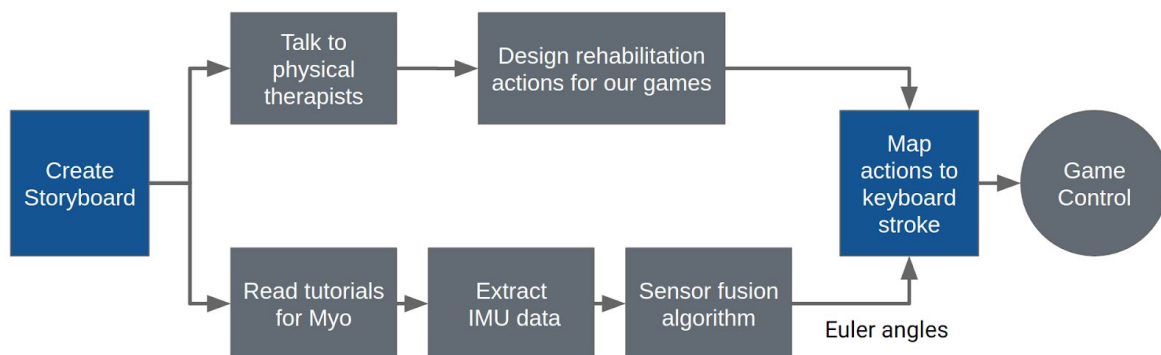 Create
Storyboard
Talk to
physical
therapists
Design rehabilitation
actions for our games
Read tutorials
for Myo
Extract
IMU data
Sensor fusion
algorithm
Euler angles
Map
actions to
keyboard
stroke
Game
Control